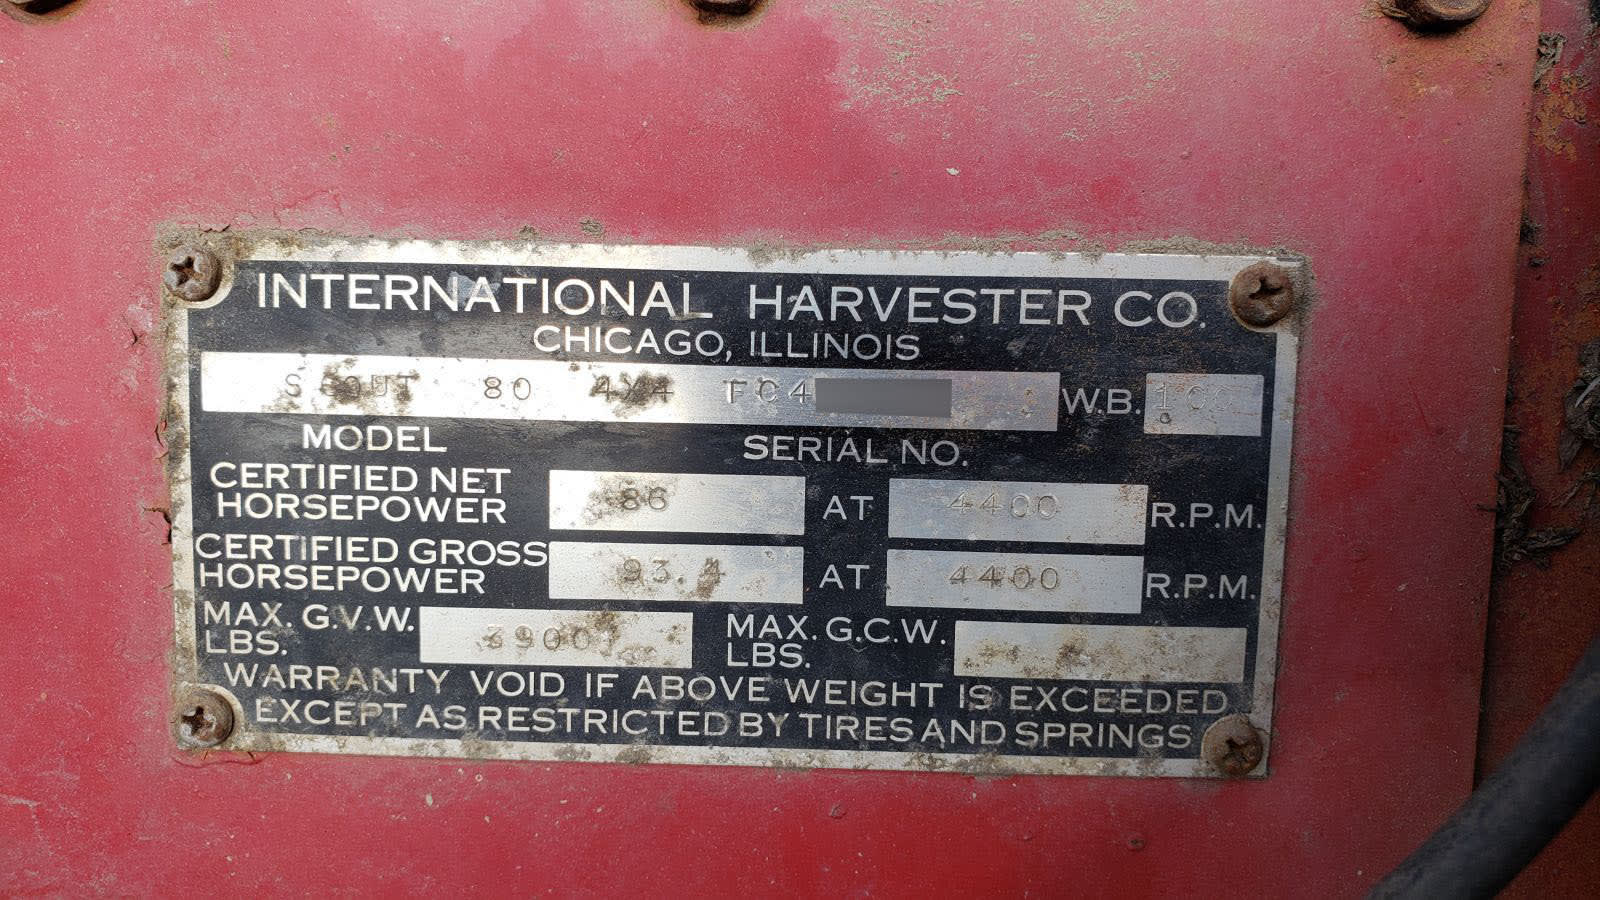 INTERNATIONAL HARVESTER CO.
CHICAGO, ILLINOIS
SCOUT 80 4X4 FC4 W.B. 100
MODEL SERIAL NO.
CERTIFIED NET HORSEPOWER 86 AT 4400 R.P.M.
CERTIFIED GROSS HORSEPOWER 93.4 AT 4400 R.P.M.
MAX. G.V.W. LBS. 3900 MAX. G.C.W. LBS.
WARRANTY VOID IF ABOVE WEIGHT IS EXCEEDED
EXCEPT AS RESTRICTED BY TIRES AND SPRINGS